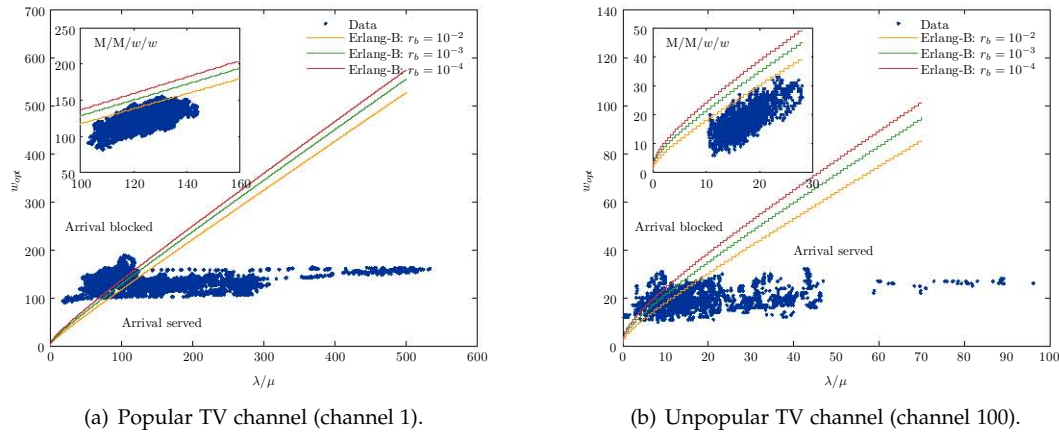 700
600
500
400
300
200
100
0
w_opt
0 100 200 300 400 500 600
λ/μ
Data
Erlang-B: r_b = 10^−2
Erlang-B: r_b = 10^−3
Erlang-B: r_b = 10^−4
250
200
150
100
50
M/M/w/w
100 120 140 160
Arrival blocked
Arrival served
(a) Popular TV channel (channel 1).
140
120
100
80
60
40
20
0
w_opt
0 10 20 30 40 50 60 70 80 90 100
λ/μ
Data
Erlang-B: r_b = 10^−2
Erlang-B: r_b = 10^−3
Erlang-B: r_b = 10^−4
50
40
30
20
10
0
M/M/w/w
0 10 20 30
Arrival blocked
Arrival served
(b) Unpopular TV channel (channel 100).